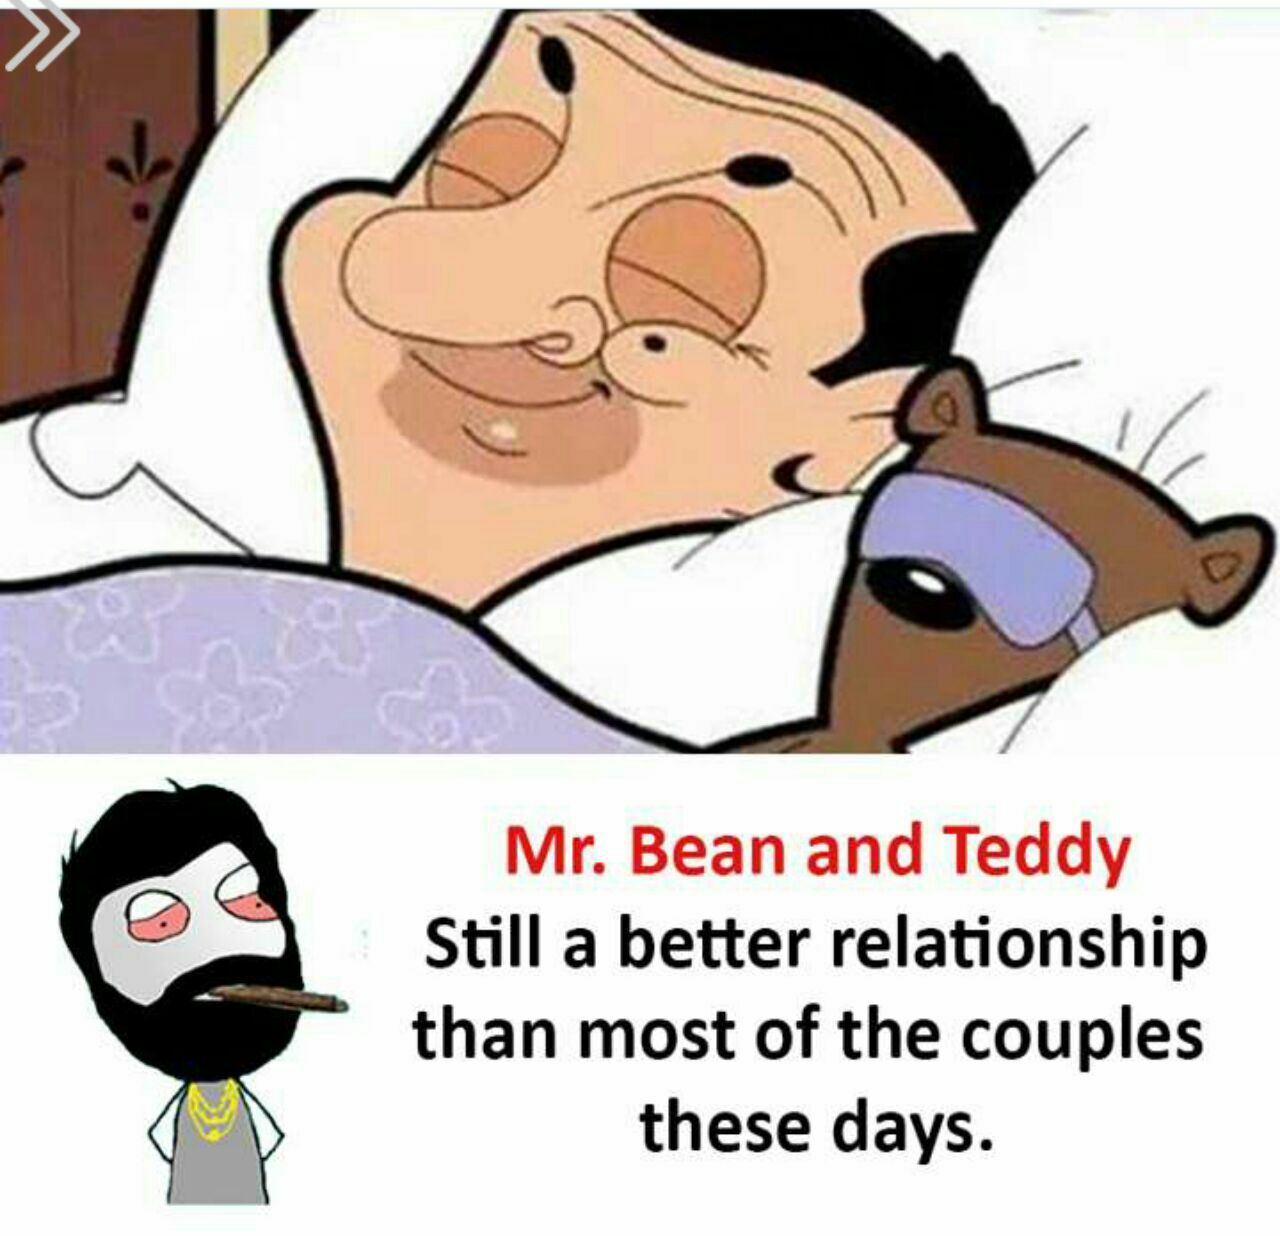 Mr. Bean and Teddy
Still a better relationship
than most of the couples
these days.